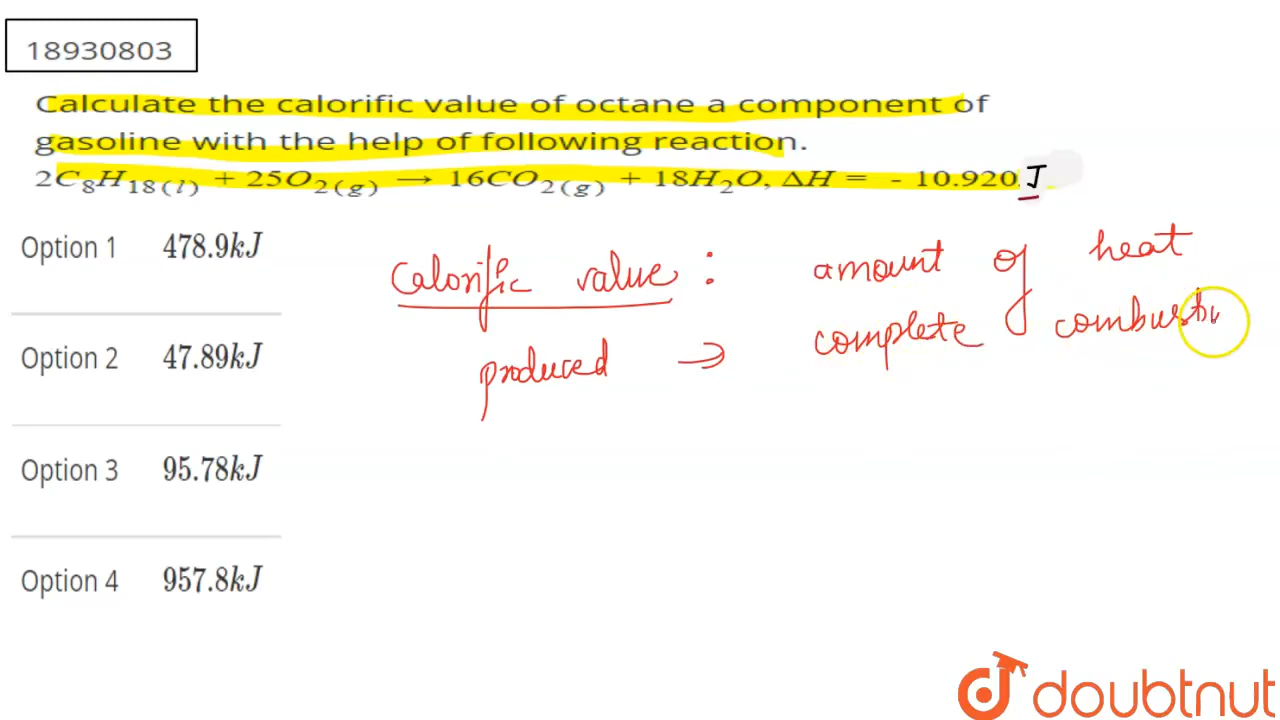 18930803
Calculate the calorific value of octane a component of
gasoline with the help of following reaction.
2C₈H₁₈₍ₗ₎ + 25O₂₍g₎ → 16CO₂₍g₎ + 18H₂O, ΔH = - 10.920 J
Option 1 478.9kJ
Option 2 47.89kJ
Option 3 95.78kJ
Option 4 957.8kJ
Calorific value : amount of heat
produced → complete combusti
doubtnut